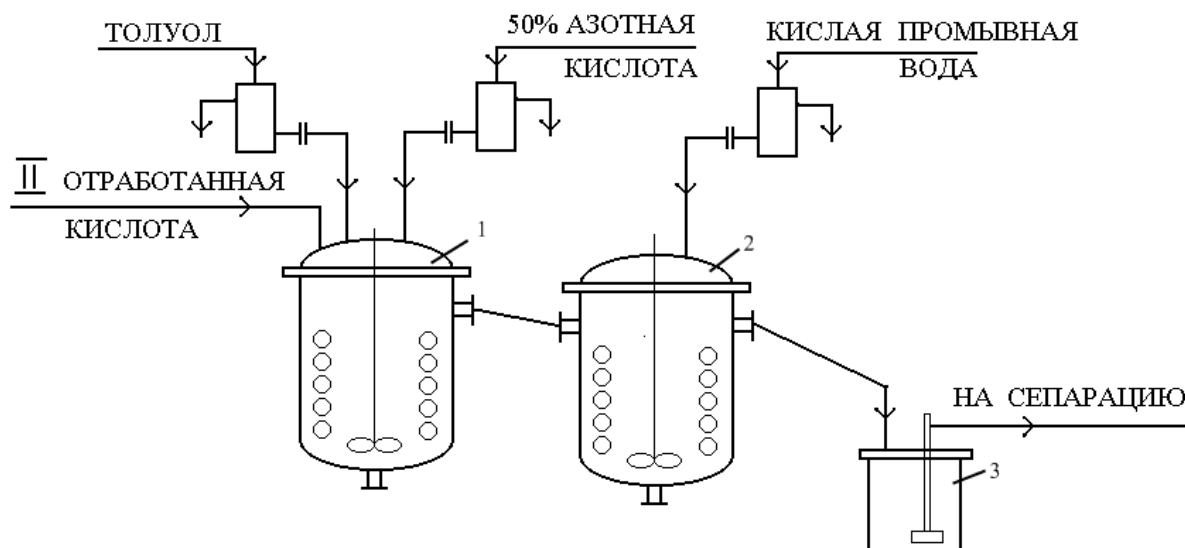 ТОЛУОЛ
50% АЗОТНАЯ
КИСЛОТА
КИСЛАЯ ПРОМЫВНАЯ
ВОДА
II ОТРАБОТАННАЯ
КИСЛОТА
1
2
НА СЕПАРАЦИЮ
3